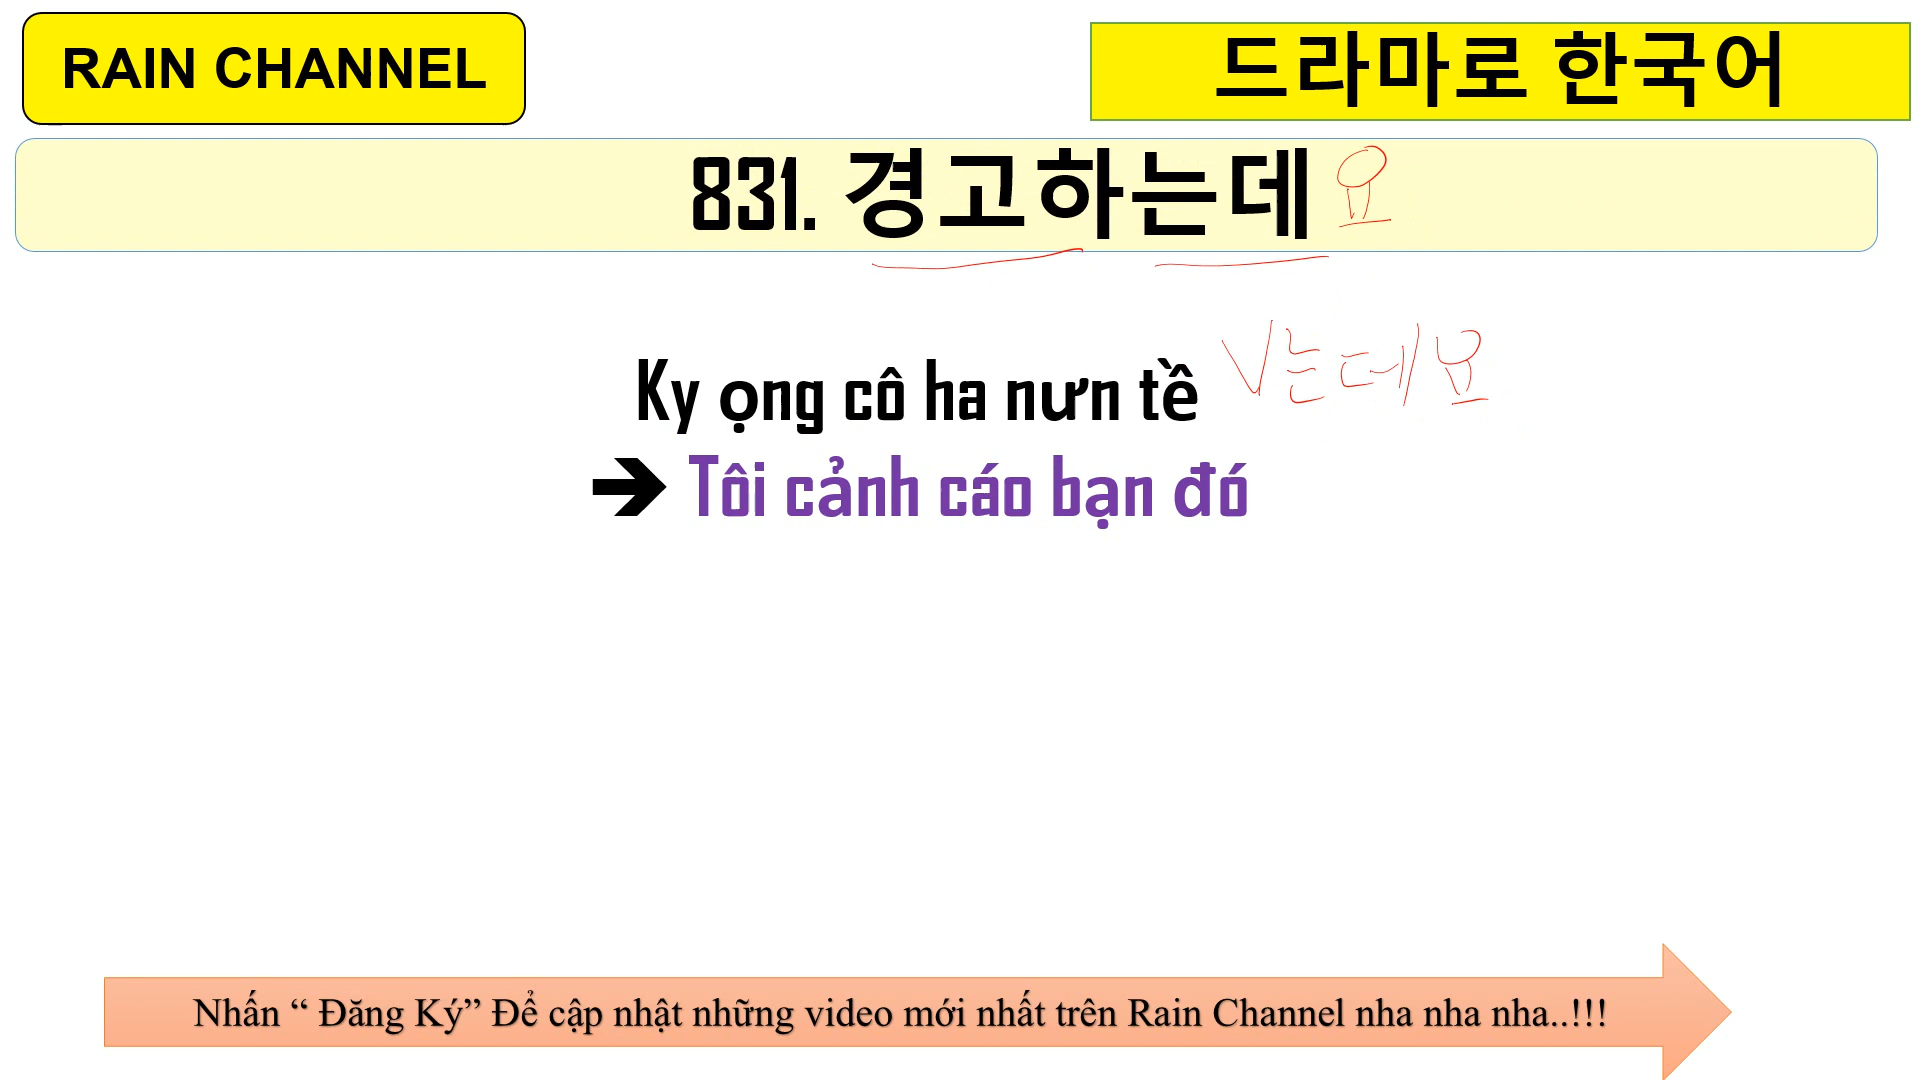 RAIN CHANNEL
드라마로 한국어
831. 경고하는데 요
Ky ọng cô ha nưn tề V는데요
➔ Tôi cảnh cáo bạn đó
Nhấn “ Đăng Ký” Để cập nhật những video mới nhất trên Rain Channel nha nha nha..!!!